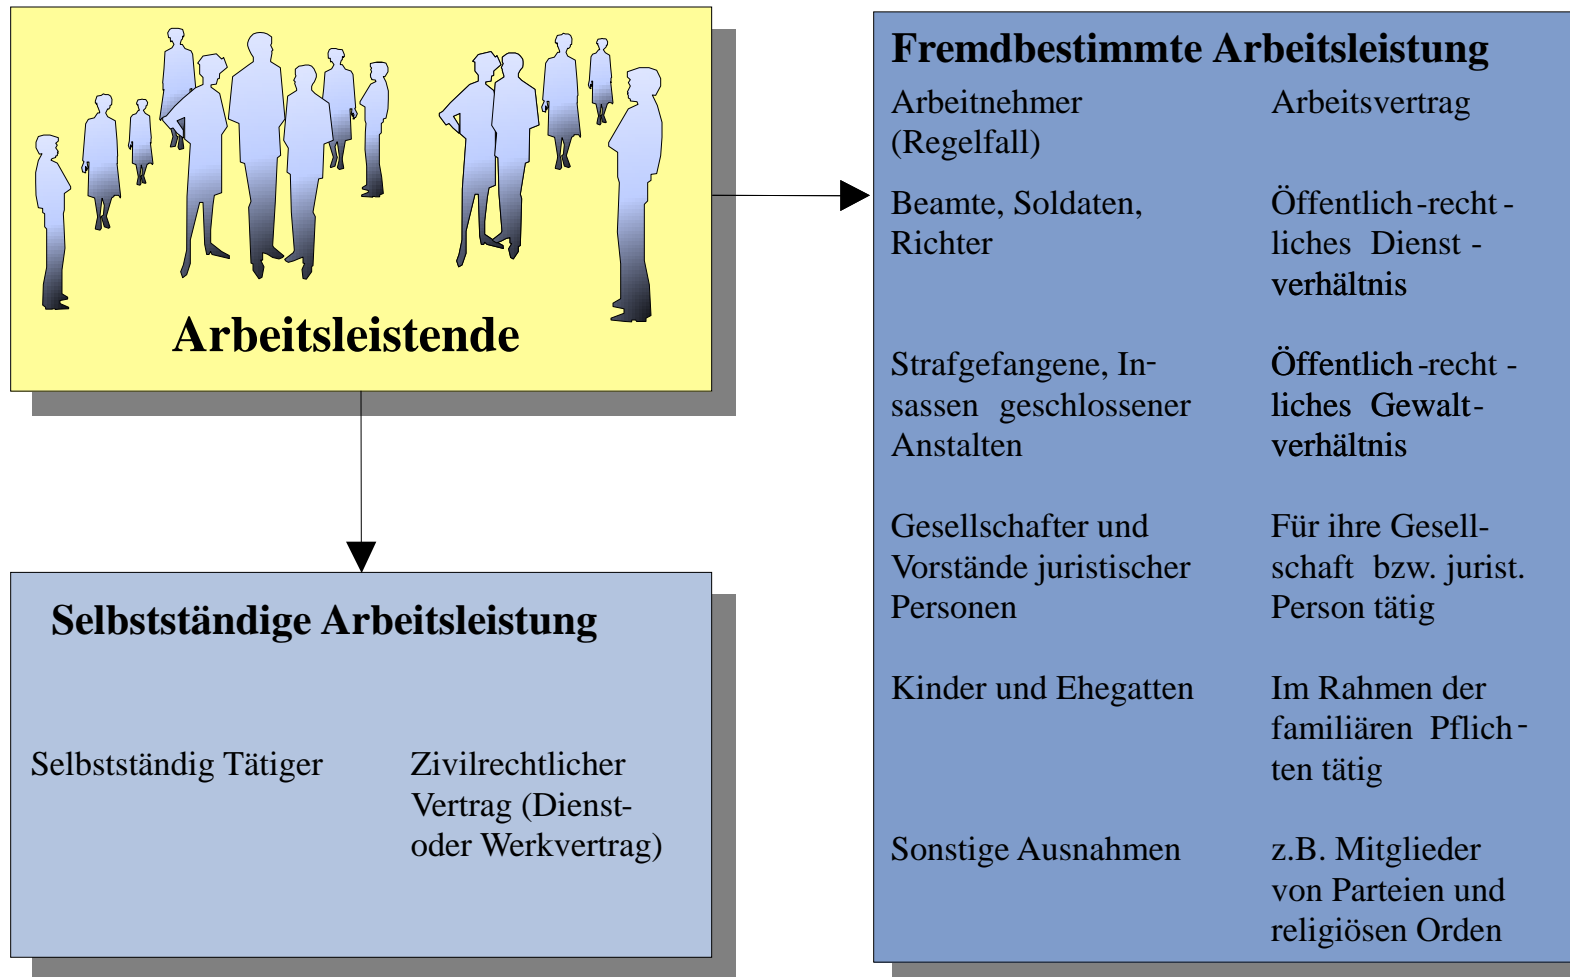 Arbeitsleistende
Selbstständige Arbeitsleistung
Selbstständig Tätiger
Zivilrechtlicher
Vertrag (Dienst-
oder Werkvertrag)
Fremdbestimmte Arbeitsleistung
Arbeitnehmer
(Regelfall)
Arbeitsvertrag
Beamte, Soldaten,
Richter
Öffentlich-recht-
liches Dienst-
verhältnis
Strafgefangene, In-
sassen geschlossener
Anstalten
Öffentlich-recht-
liches Gewalt-
verhältnis
Gesellschafter und
Vorstände juristischer
Personen
Für ihre Gesell-
schaft bzw. jurist.
Person tätig
Kinder und Ehegatten
Im Rahmen der
familiären Pflich-
ten tätig
Sonstige Ausnahmen
z.B. Mitglieder
von Parteien und
religiösen Orden